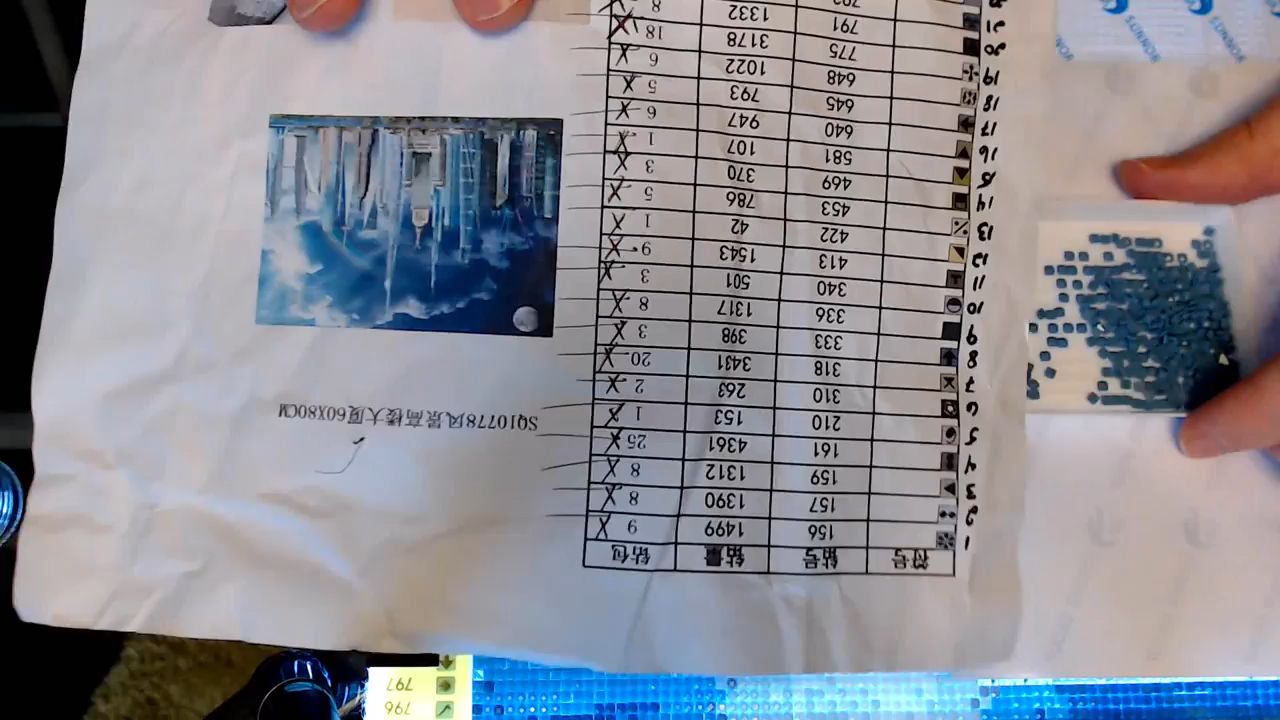 796
797
符号 钻号 钻量 钻包
1 156 1499 9 X
2 157 1390 8 X
3 159 1312 8 X
4 161 4361 25 X
5 210 153 1 X
6 310 263 2 X
7 318 3431 20 X
8 333 398 3 X
9 336 1317 8 X
10 340 501 3 X
11 413 1543 9 X
12 422 42 1 X
13 453 786 5 X
14 469 370 3 X
15 581 107 1 X
16 640 947 6 X
17 645 793 5 X
18 648 1022 6 X
19 775 3178 18 X
20 791 1332 8 X
21
SQ10778风景高楼大厦60X80CM